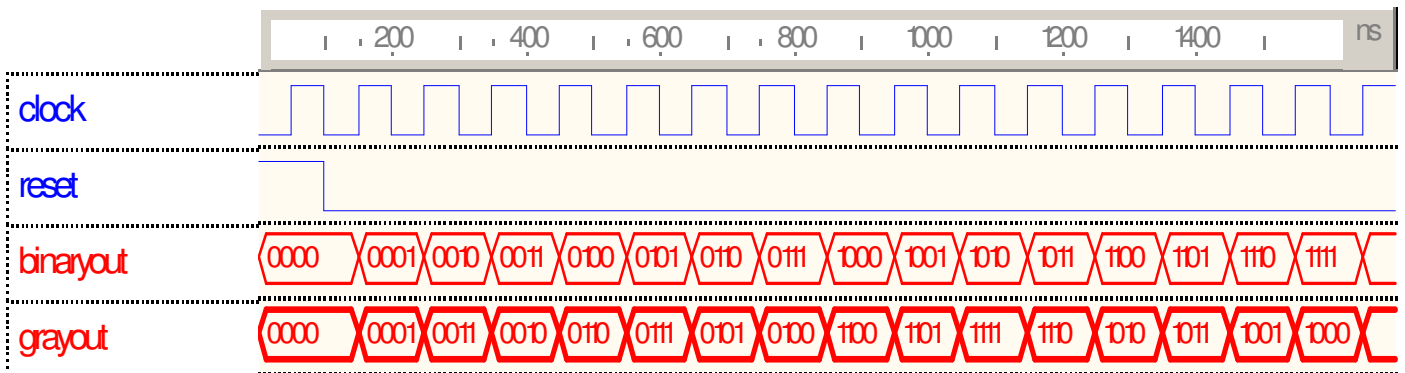 200 400 600 800 1000 1200 1400 ns
clock
reset
binaryout 0000 0001 0010 0011 0100 0101 0110 0111 1000 1001 1010 1011 1100 1101 1110 1111
grayout 0000 0001 0011 0010 0110 0111 0101 0100 1100 1101 1111 1110 1010 1011 1001 1000